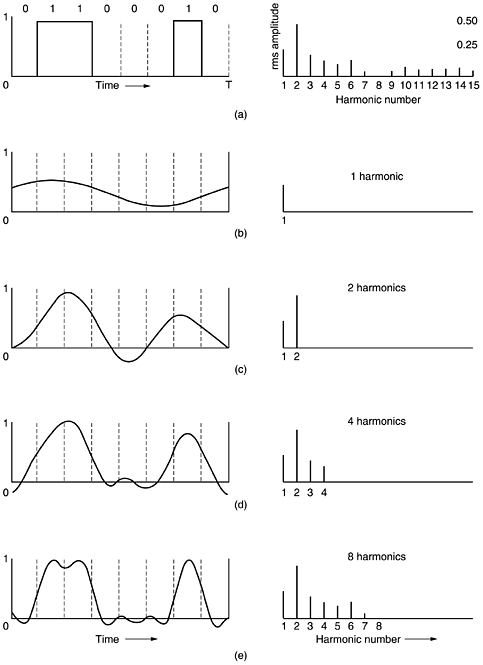 0 1 1 0 0 0 1 0
1
0
Time
T
rms amplitude
0.50
0.25
1 2 3 4 5 6 7 8 9 10 11 12 13 14 15
Harmonic number
(a)
1
0
1 harmonic
1
(b)
1
0
2 harmonics
1 2
(c)
1
0
4 harmonics
1 2 3 4
(d)
1
0
Time
8 harmonics
1 2 3 4 5 6 7 8
Harmonic number
(e)